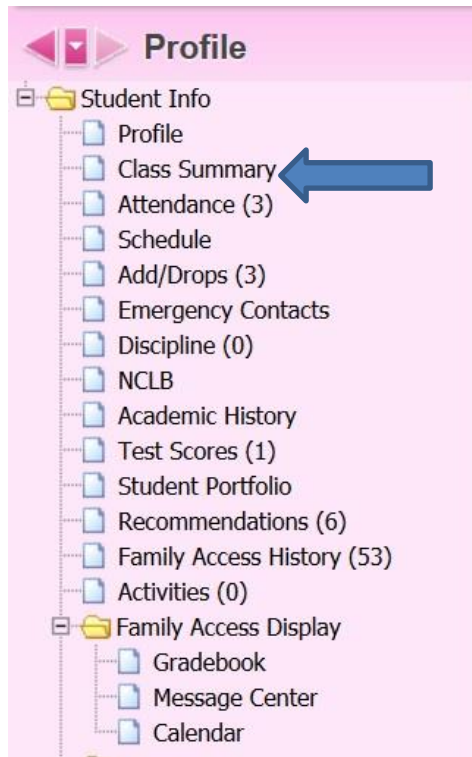 Profile
Student Info
Profile
Class Summary
Attendance (3)
Schedule
Add/Drops (3)
Emergency Contacts
Discipline (0)
NCLB
Academic History
Test Scores (1)
Student Portfolio
Recommendations (6)
Family Access History (53)
Activities (0)
Family Access Display
Gradebook
Message Center
Calendar